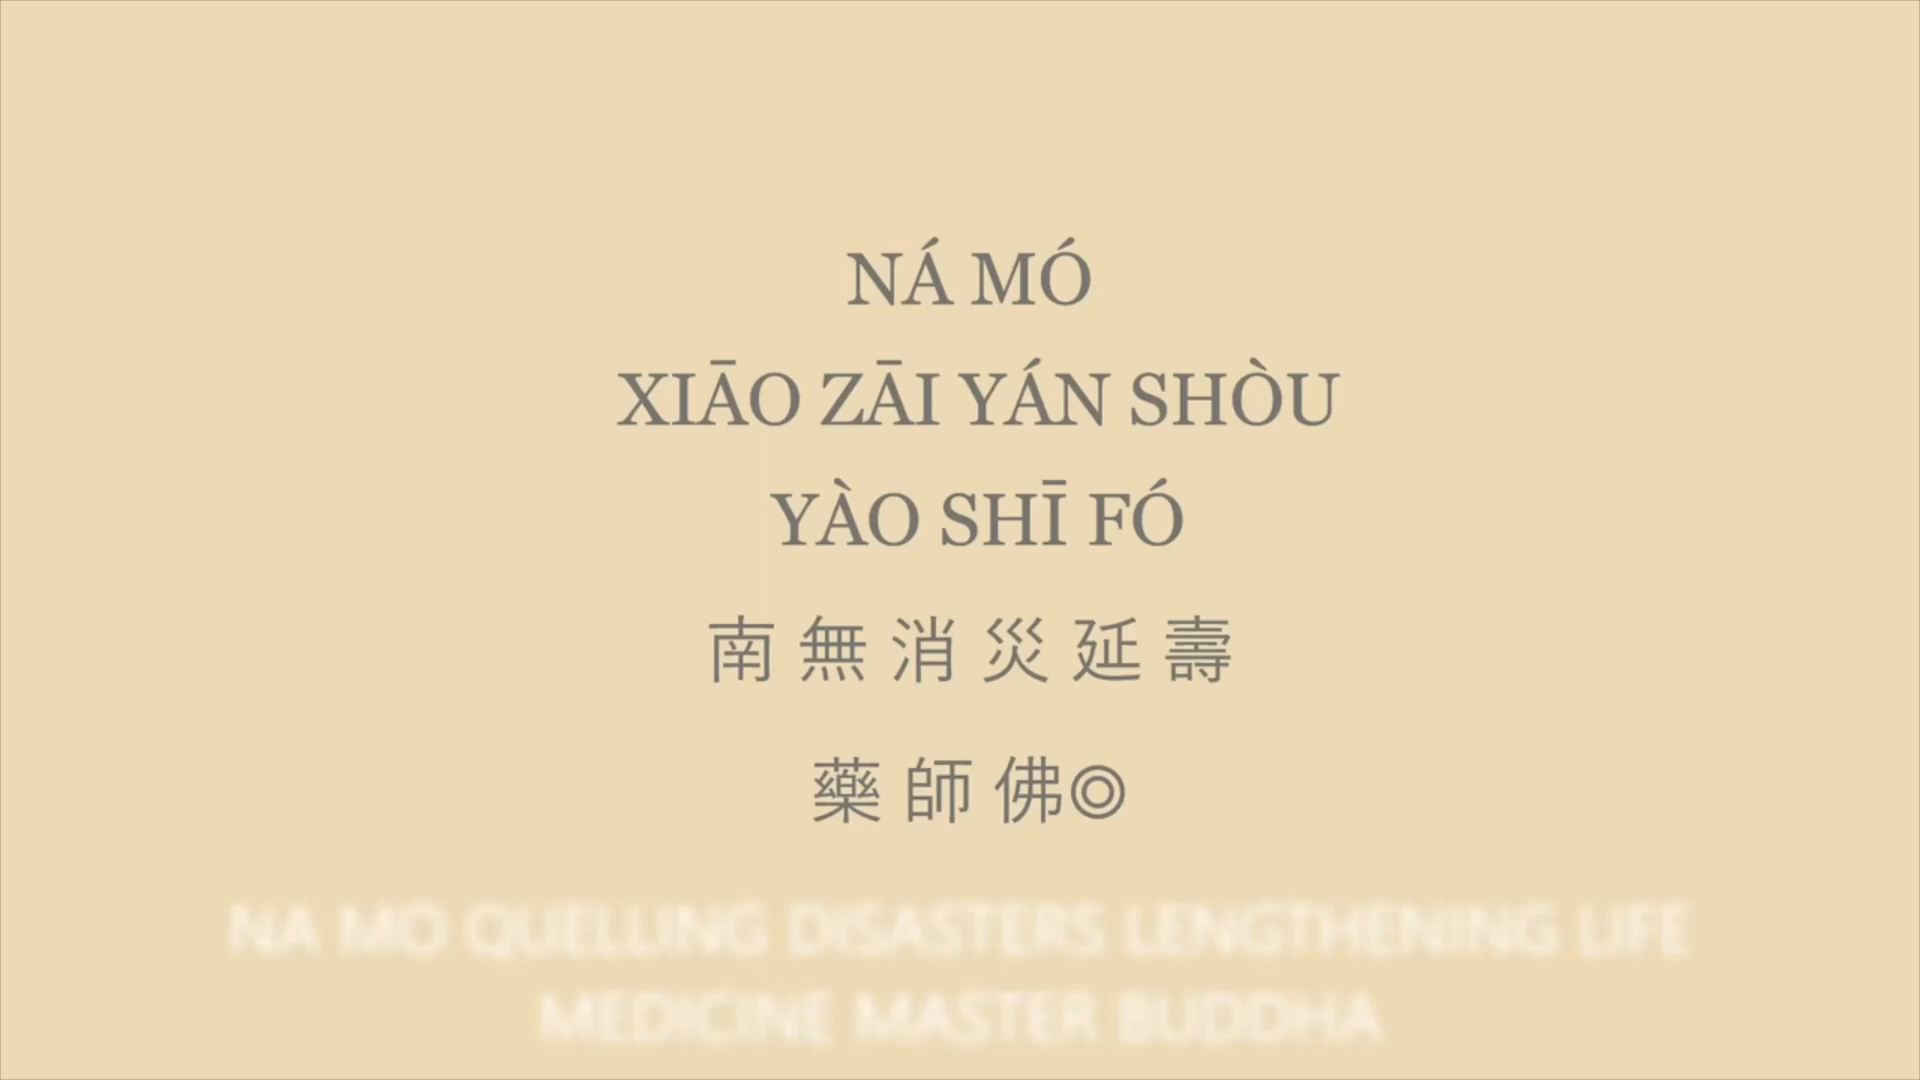 NÁ MÓ
XIĀO ZĀI YÁN SHÒU
YÀO SHĪ FÓ
南 無 消 災 延 壽
藥 師 佛◎
NA MO QUELLING DISASTERS LENGTHENING LIFE
MEDICINE MASTER BUDDHA